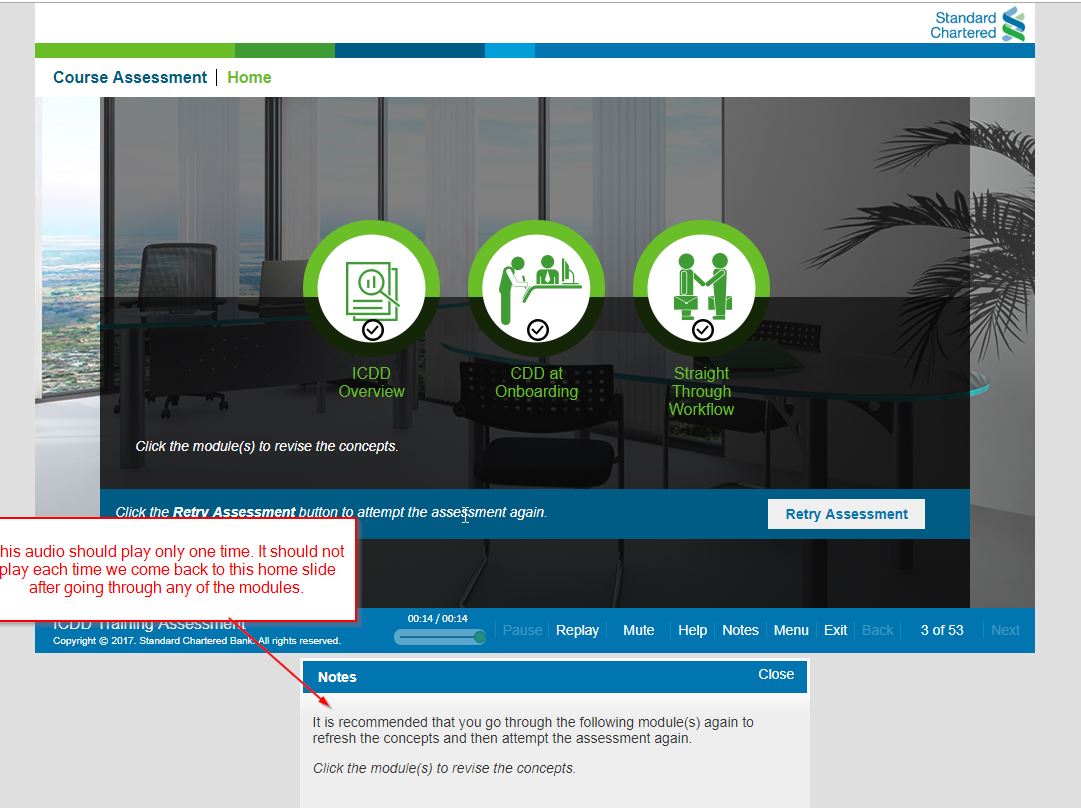 Standard
Chartered
Course Assessment | Home
ICDD
Overview
CDD at
Onboarding
Straight
Through
Workflow
Click the module(s) to revise the concepts.
Click the Retry Assessment button to attempt the assessment again.
Retry Assessment
his audio should play only one time. It should not
play each time we come back to this home slide
after going through any of the modules.
ICDD Training Assessment
Copyright © 2017. Standard Chartered Bank. All rights reserved.
00:14 / 00:14
Pause Replay Mute Help Notes Menu Exit Back 3 of 53 Next
Notes Close
It is recommended that you go through the following module(s) again to
refresh the concepts and then attempt the assessment again.
Click the module(s) to revise the concepts.